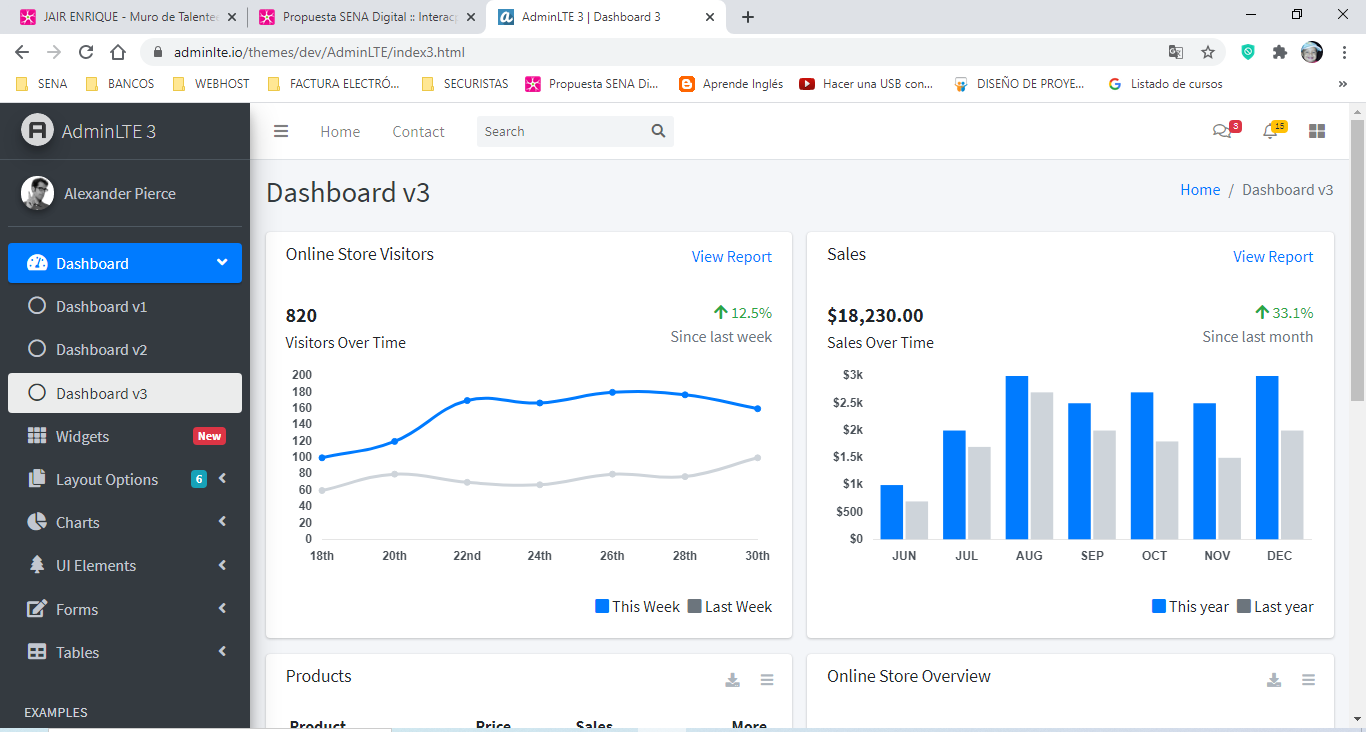 JAIR ENRIQUE - Muro de Talente
Propuesta SENA Digital :: Interac
AdminLTE 3 | Dashboard 3
adminlte.io/themes/dev/AdminLTE/index3.html
SENA
BANCOS
WEBHOST
FACTURA ELECTRÓ...
SECURISTAS
Propuesta SENA Di...
Aprende Inglés
Hacer una USB con...
DISEÑO DE PROYE...
Listado de cursos
»
AdminLTE 3
Home
Contact
Search
3
15
Alexander Pierce
Dashboard
Dashboard v1
Dashboard v2
Dashboard v3
Widgets New
Layout Options 6
Charts
UI Elements
Forms
Tables
EXAMPLES
Dashboard v3
Home / Dashboard v3
Online Store Visitors
View Report
820
Visitors Over Time
12.5%
Since last week
200
180
160
140
120
100
80
60
40
20
0
18th 20th 22nd 24th 26th 28th 30th
This Week Last Week
Sales
View Report
$18,230.00
Sales Over Time
33.1%
Since last month
$3k
$2.5k
$2k
$1.5k
$1k
$500
$0
JUN JUL AUG SEP OCT NOV DEC
This year Last year
Products
Product Price Sales More
Online Store Overview